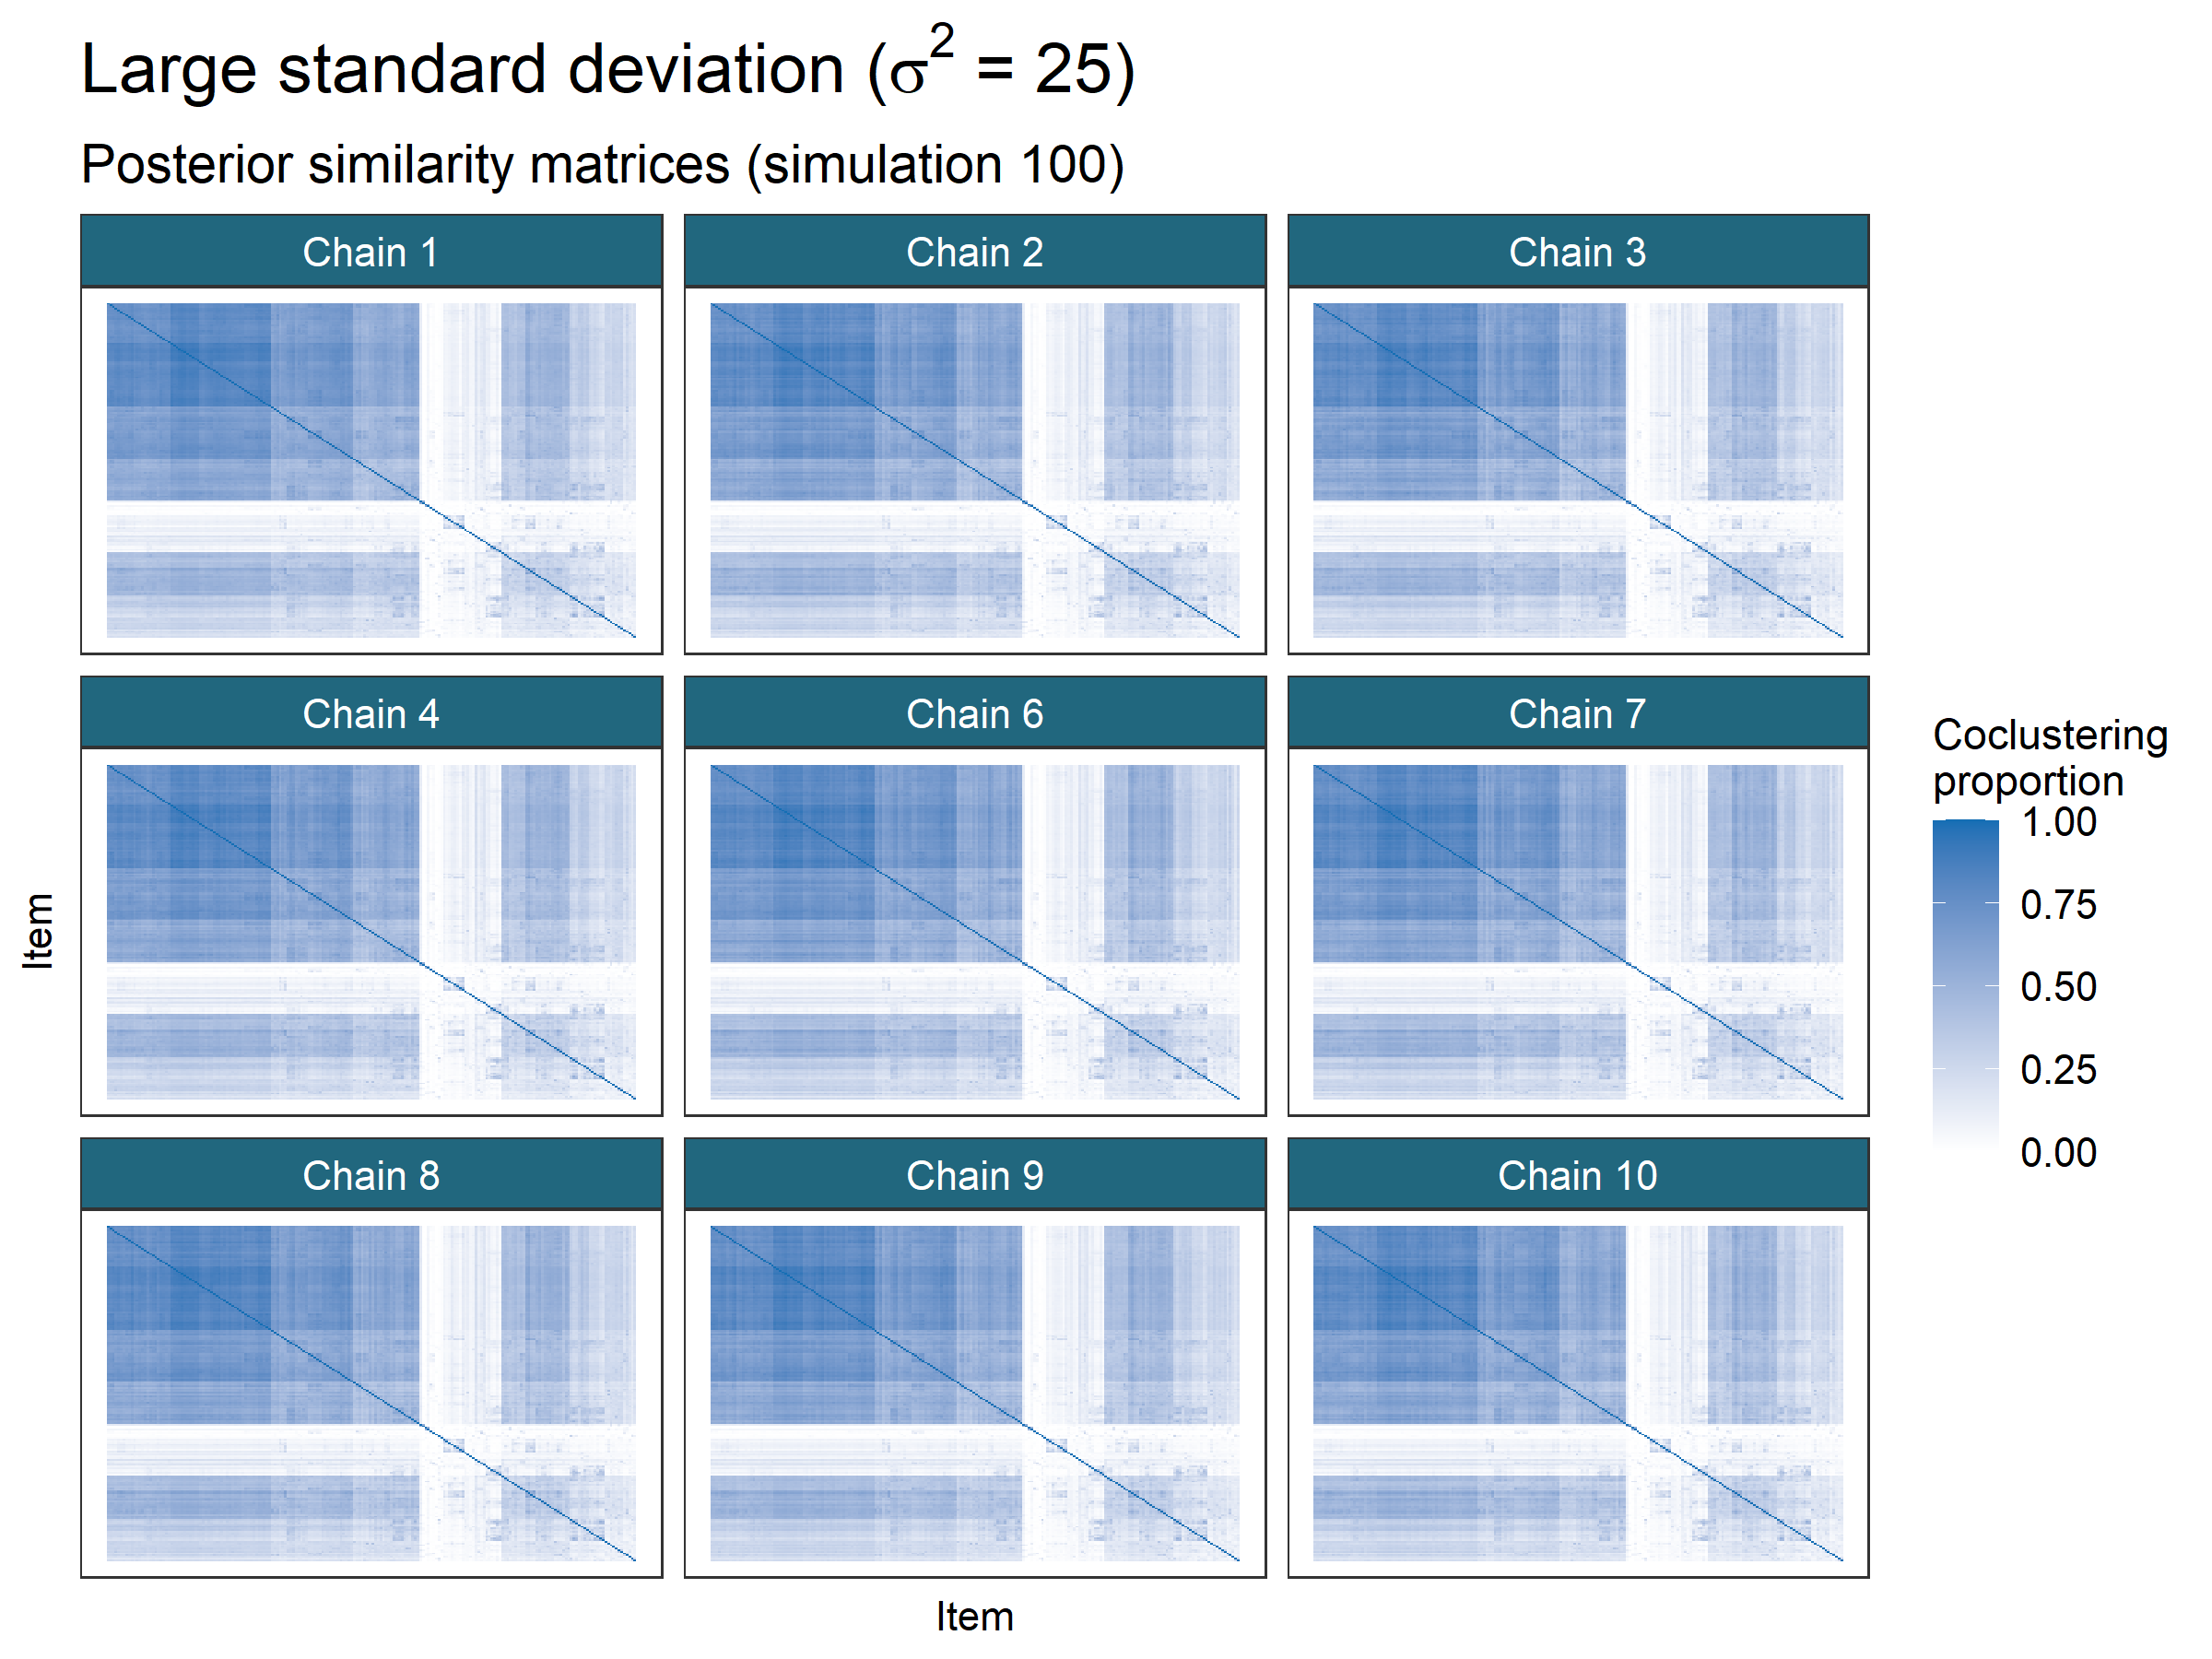 Large standard deviation (σ² = 25)
Posterior similarity matrices (simulation 100)
Chain 1
Chain 2
Chain 3
Chain 4
Chain 6
Chain 7
Chain 8
Chain 9
Chain 10
Item
Item
Coclustering
proportion
1.00
0.75
0.50
0.25
0.00